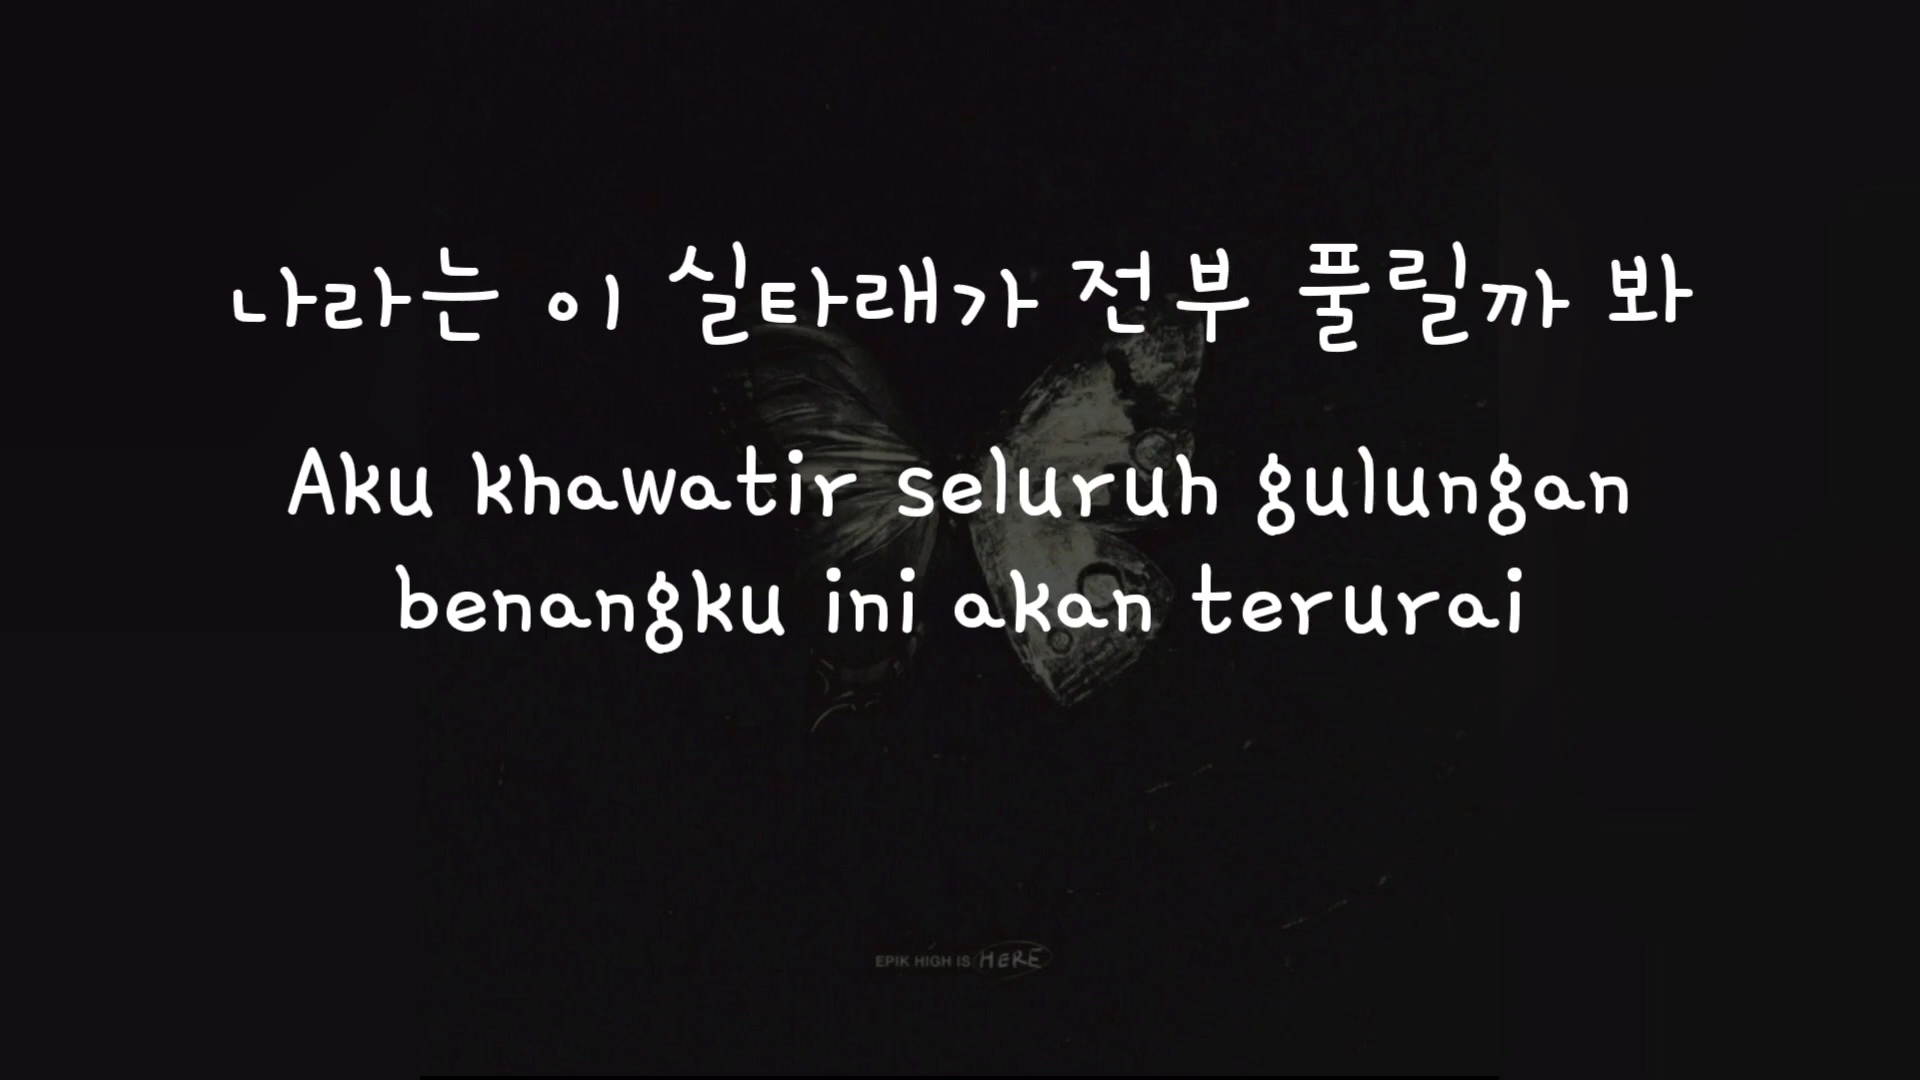 나라는 이 실타래가 전부 풀릴까 봐
Aku khawatir seluruh gulungan
benangku ini akan terurai
EPIK HIGH IS HERE